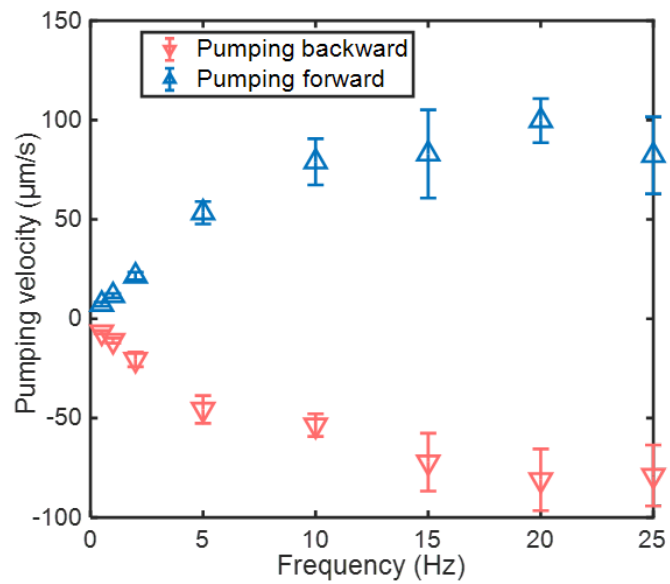 150
100
50
0
-50
-100
Pumping velocity (µm/s)
Pumping backward
Pumping forward
0 5 10 15 20 25
Frequency (Hz)